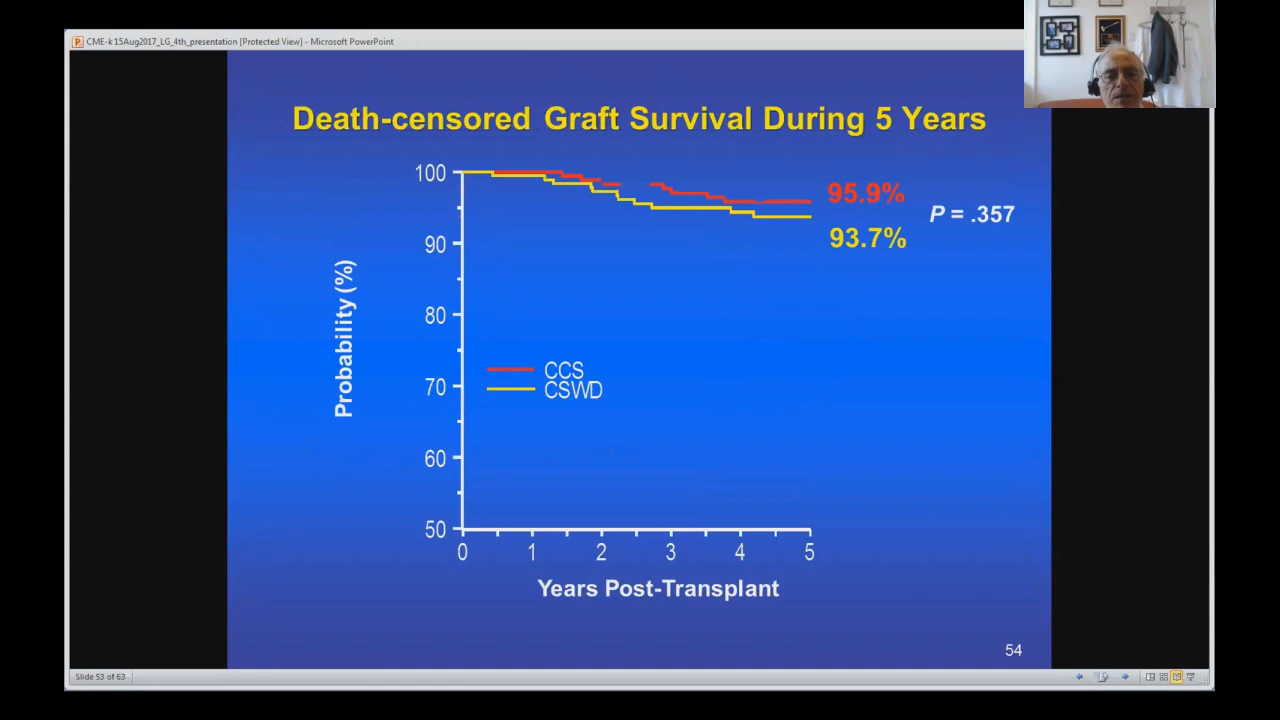 CME-k 15Aug2017_LG_4th_presentation [Protected View] - Microsoft PowerPoint
Death-censored Graft Survival During 5 Years
100
90
80
70
60
50
Probability (%)
95.9%
P = .357
93.7%
CCS
CSWD
0 1 2 3 4 5
Years Post-Transplant
54
Slide 53 of 63